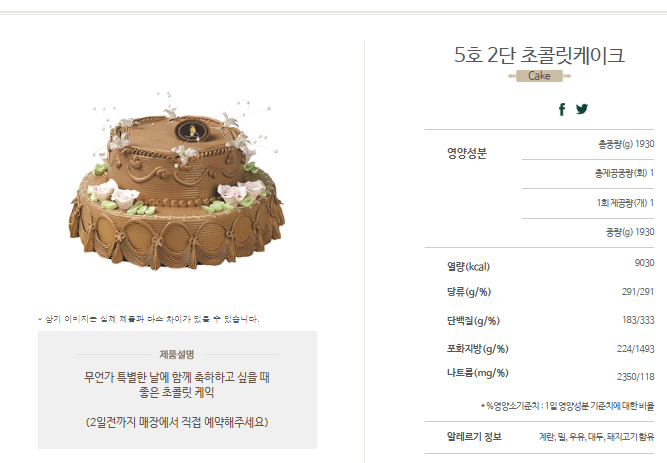 5호 2단 초콜릿케이크
Cake
영양성분
총중량(g) 1930
총제공중량(회) 1
1회 제공량(개) 1
중량(g) 1930
열량(kcal) 9030
당류(g/%) 291/291
단백질(g/%) 183/333
포화지방(g/%) 224/1493
나트륨(mg/%) 2350/118
* %영양소기준치 : 1일 영양성분 기준치에 대한 비율
알레르기 정보 계란, 밀, 우유, 대두, 돼지고기 함유
상기 이미지는 실제 제품과 다소 차이가 있을 수 있습니다.
제품설명
무언가 특별한 날에 함께 축하하고 싶을 때
좋은 초콜릿 케익
(2일전까지 매장에서 직접 예약해주세요)